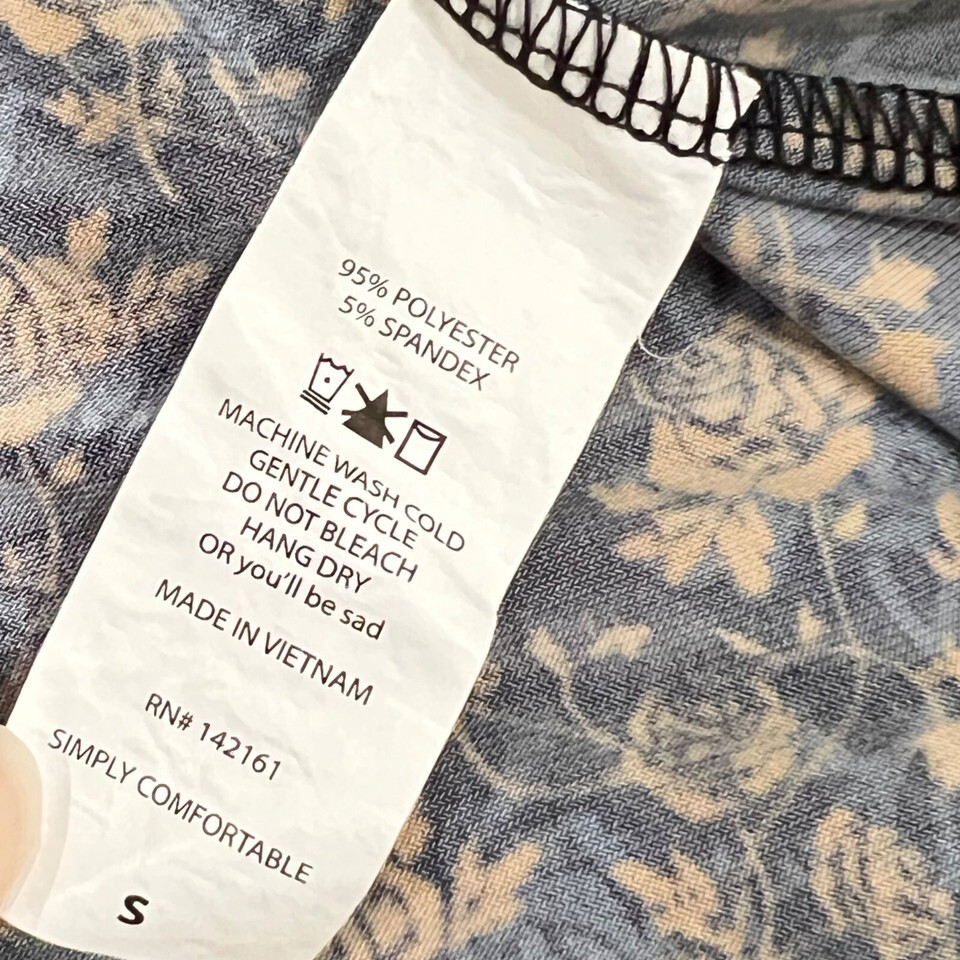 95% POLYESTER
5% SPANDEX
MACHINE WASH COLD
GENTLE CYCLE
DO NOT BLEACH
HANG DRY
OR you'll be sad
MADE IN VIETNAM
RN# 142161
SIMPLY COMFORTABLE
S